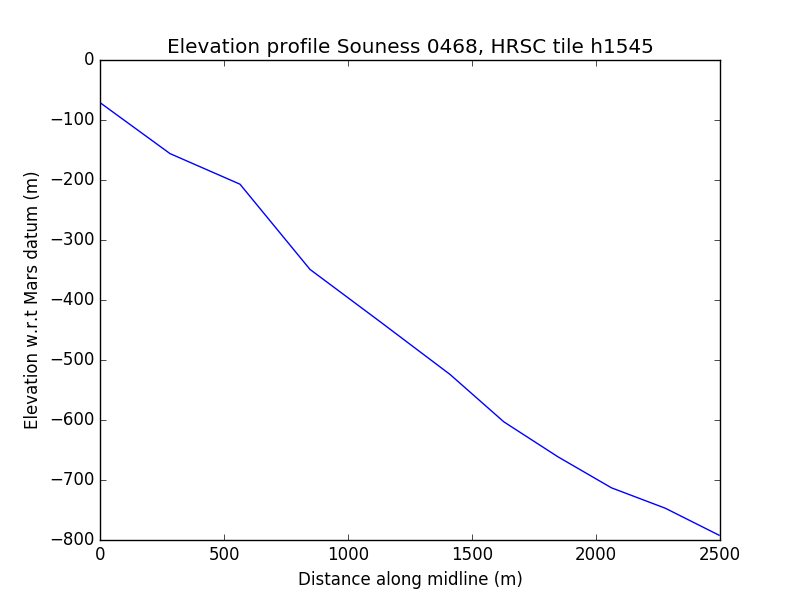 Elevation profile Souness 0468, HRSC tile h1545
0
−100
−200
−300
−400
−500
−600
−700
−800
Elevation w.r.t Mars datum (m)
0 500 1000 1500 2000 2500
Distance along midline (m)